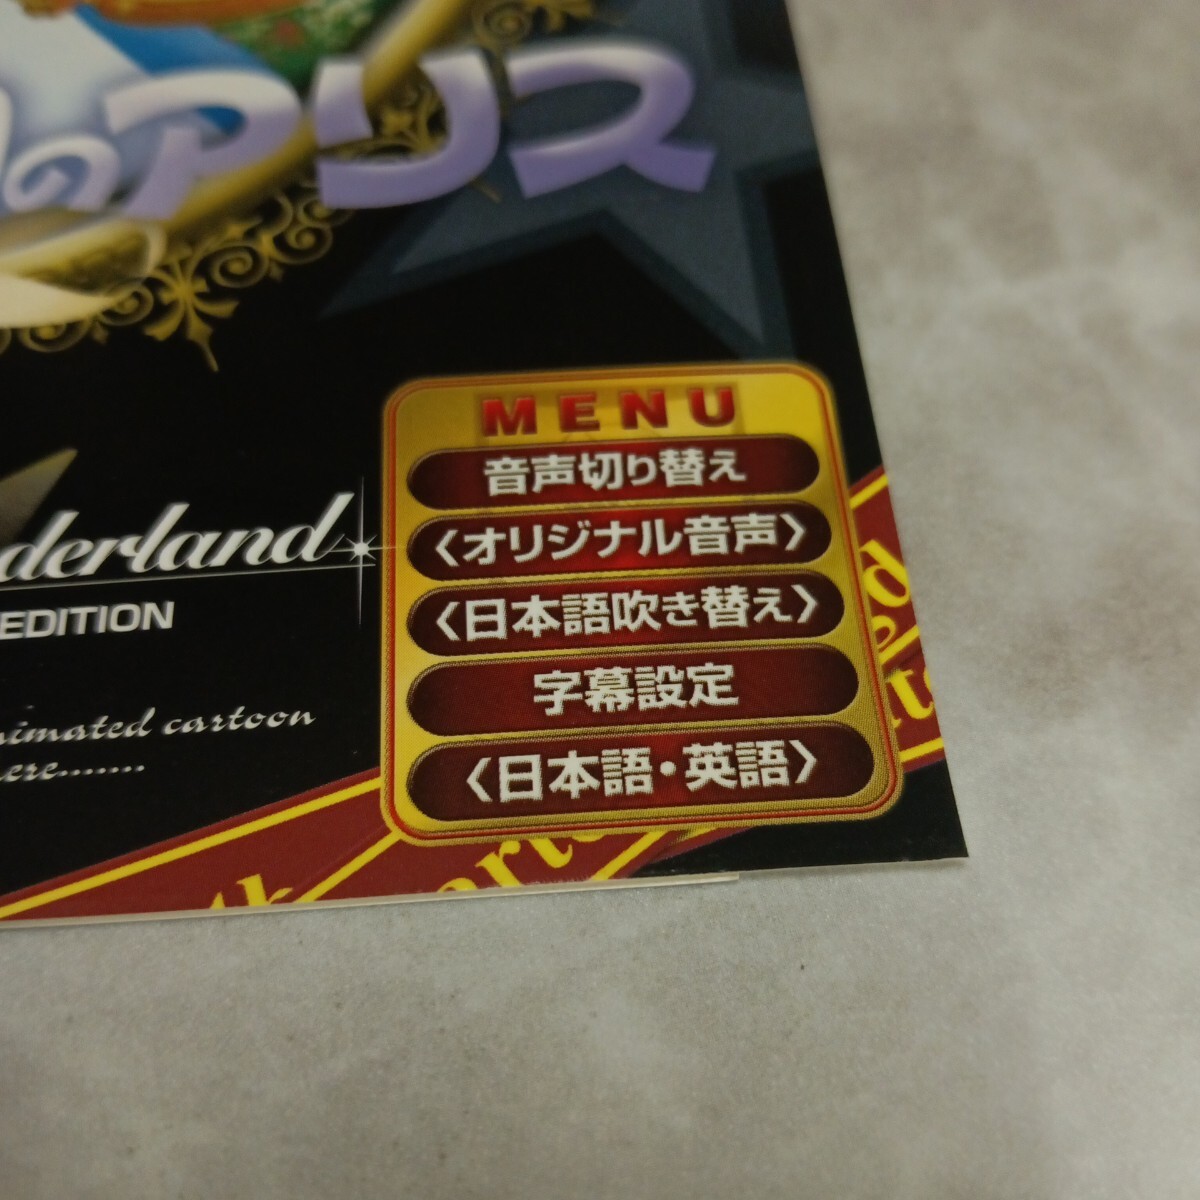 のアリス
derland
EDITION
nimated cartoon
ere.......
MENU
音声切り替え
〈オリジナル音声〉
〈日本語吹き替え〉
字幕設定
〈日本語・英語〉